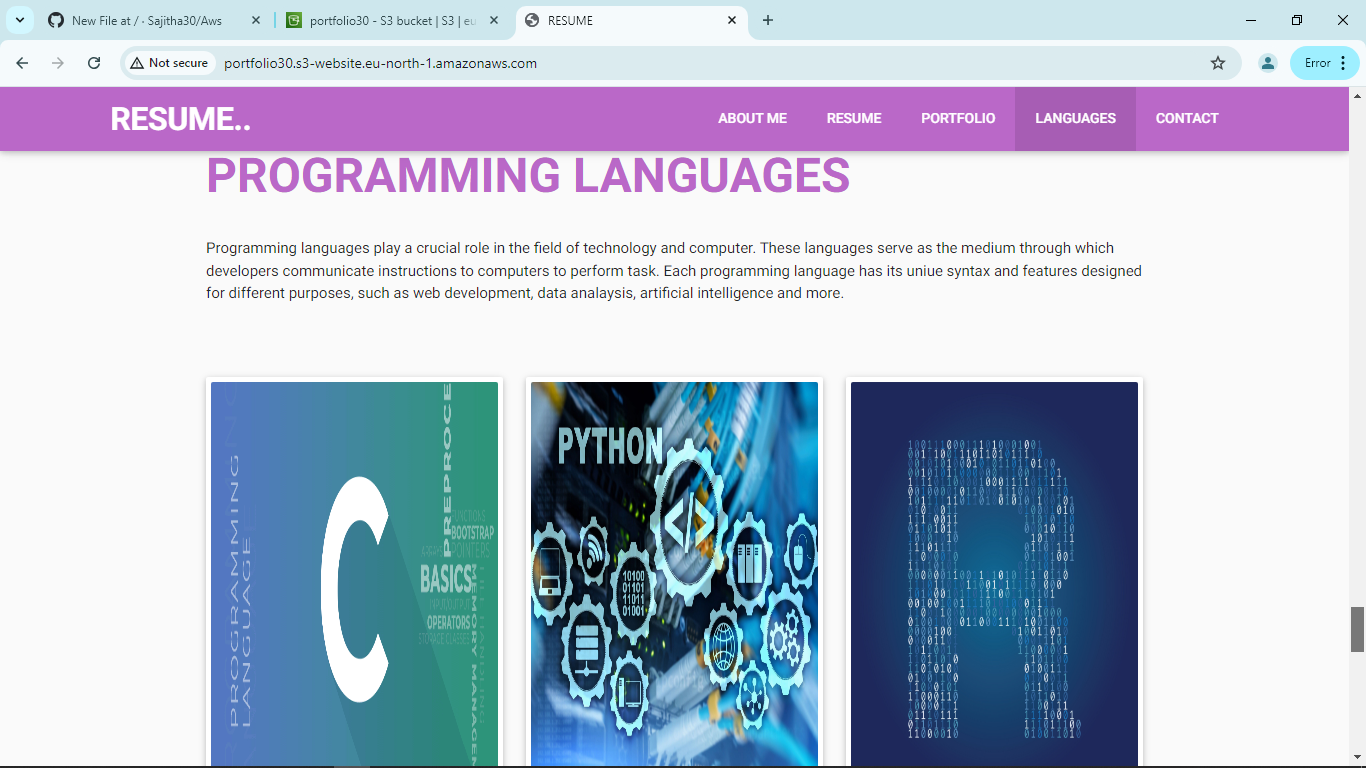 New File at / · Sajitha30/Aws
portfolio30 - S3 bucket | S3 | eu
RESUME
Not secure
portfolio30.s3-website.eu-north-1.amazonaws.com
Error
RESUME..
ABOUT ME
RESUME
PORTFOLIO
LANGUAGES
CONTACT
PROGRAMMING LANGUAGES
Programming languages play a crucial role in the field of technology and computer. These languages serve as the medium through which
developers communicate instructions to computers to perform task. Each programming language has its uniue syntax and features designed
for different purposes, such as web development, data analaysis, artificial intelligence and more.
PROGRAMMING
LANGUAGE
C
PREPROCE
FUNCTIONS
BOOTSTRAP
POINTERS
BASICS
OPERATORS
STORAGE CLASSES
MEMORY MANAGEM
PYTHON
</>
10100
01101
11011
01001